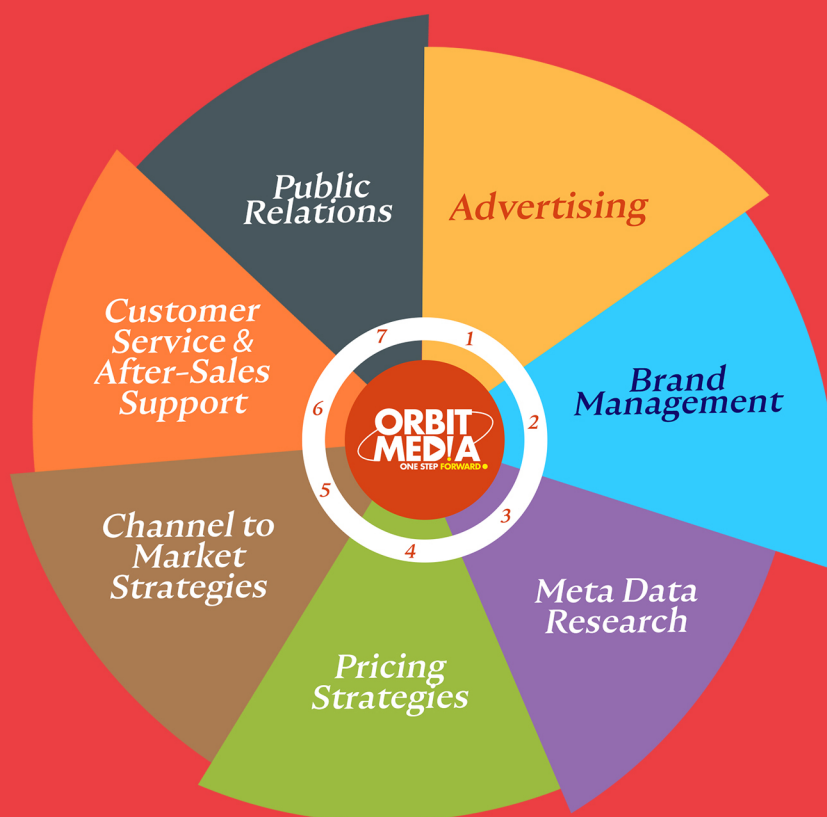 Public
Relations
Advertising
Customer
Service &
After-Sales
Support
Brand
Management
Channel to
Market
Strategies
Meta Data
Research
Pricing
Strategies
1
2
3
4
5
6
7
ORBIT
MED!A
ONE STEP FORWARD